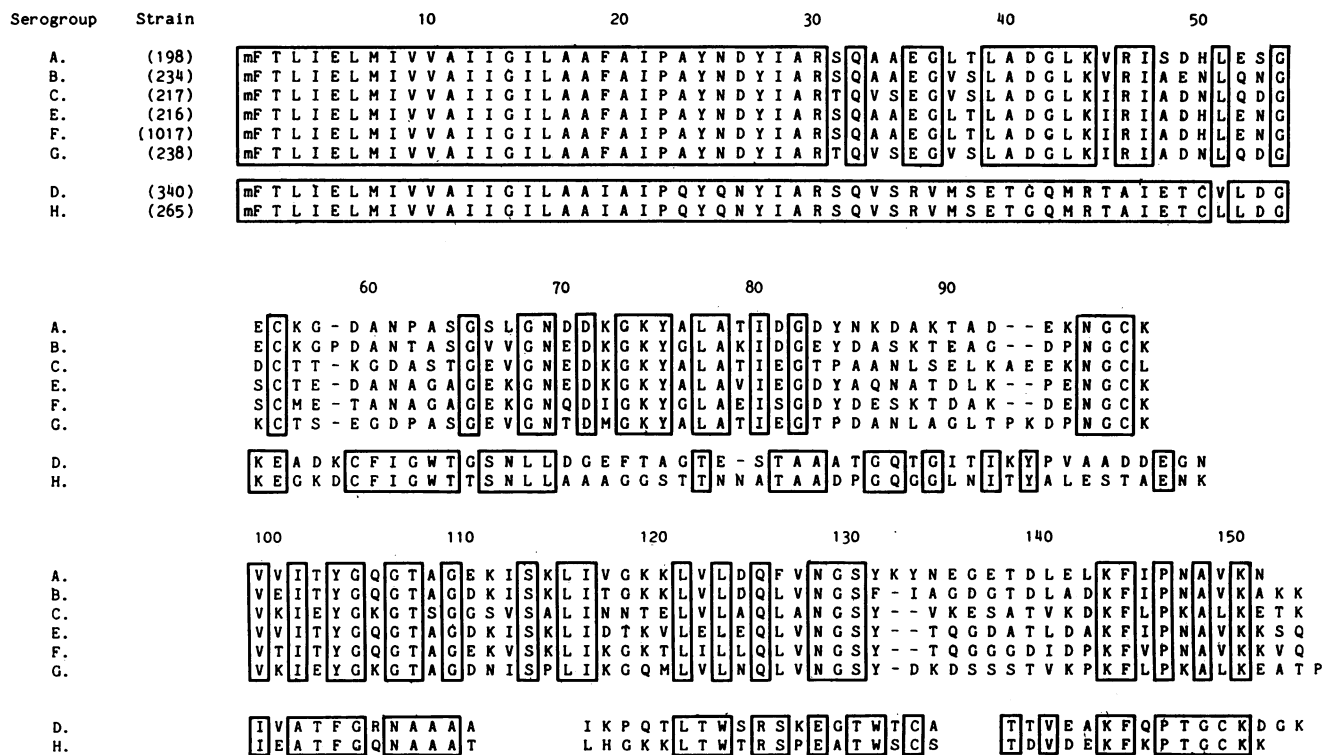 Serogroup Strain 10 20 30 40 50
A. (198) mF T L I E L M I V V A I I G I L A A F A I P A Y N D Y I A R S Q A A E G L T L A D G L K V R I S D H L E S G
B. (234) mF T L I E L M I V V A I I G I L A A F A I P A Y N D Y I A R S Q A A E G V S L A D G L K V R I A E N L Q N G
C. (217) mF T L I E L M I V V A I I G I L A A F A I P A Y N D Y I A R T Q V S E G V S L A D G L K I R I A D N L Q D G
E. (216) mF T L I E L M I V V A I I G I L A A F A I P A Y N D Y I A R S Q A A E G L T L A D G L K I R I A D H L E N G
F. (1017) mF T L I E L M I V V A I I G I L A A F A I P A Y N D Y I A R S Q A A E G L T L A D G L K I R I A D H L E N G
G. (238) mF T L I E L M I V V A I I G I L A A F A I P A Y N D Y I A R T Q V S E G V S L A D G L K I R I A D N L Q D G
D. (340) mF T L I E L M I V V A I I G I L A A I A I P Q Y Q N Y I A R S Q V S R V M S E T G Q M R T A I E T C V L D G
H. (265) mF T L I E L M I V V A I I G I L A A I A I P Q Y Q N Y I A R S Q V S R V M S E T G Q M R T A I E T C L L D G
60 70 80 90
A. E C K G - D A N P A S G S L G N D D K G K Y A L A T I D G D Y N K D A K T A D - - E K N G C K
B. E C K G P D A N T A S G V V G N E D K G K Y G L A K I D G E Y D A S K T E A G - D P N G C K
C. D C T T - K G D A S T G E V G N E D K G K Y A L A T I E G T P A A N L S E L K A E E K N G C L
E. S C T E - D A N A G A G E K G N E D K G K Y A L A V I E G D Y A Q N A T D L K - - P E N G C K
F. S C M E - T A N A G A G E K G N Q D I G K Y G L A E I S G D Y D E S K T D A K - - D E N G C K
G. K C T S - E G D P A S G E V G N T D M G K Y A L A T I E G T P D A N L A G L T P K D P N G C K
D. K E A D K C F I G W T G S N L L D G E F T A G T E - S T A A A T G Q T G I T I K Y P V A A D D E G N
H. K E G K D C F I G W T T S N L L A A A G G S T T N N A T A A D P G Q G G L N I T Y A L E S T A E N K
100 110 120 130 140 150
A. V V I T Y G Q G T A G E K I S K L I V G K K L V L D Q F V N G S Y K Y N E G E T D L E L K F I P N A V K N
B. V E I T Y G Q G T A G D K I S K L I T G K K L V L D Q L V N G S F - I A G D G T D L A D K F I P N A V K A K K
C. V K I E Y G K G T S G G S V S A L I N N T E L V L A Q L A N G S Y - - V K E S A T V K D K F L P K A L K E T K
E. V V I T Y G Q G T A G D K I S K L I D T K V L E L E Q L V N G S Y - - T Q G D A T L D A K F I P N A V K K S Q
F. V T I T Y G Q G T A G E K V S K L I K G K T L I L L Q L V N G S Y - - T Q G G G D I D P K F V P N A V K K V Q
G. V K I E Y G K G T A G D N I S P L I K G Q M L V L N Q L V N G S Y - D K D S S S T V K P K F L P K A L K E A T P
D. I V A T F G R N A A A A I K P Q T L T W S R S K E G T W T C A T T V E A K F Q P T G C K D G K
H. I E A T F G Q N A A A T L H G K K L T W T R S P E A T W S C S T D V D E K F K P T G C K K